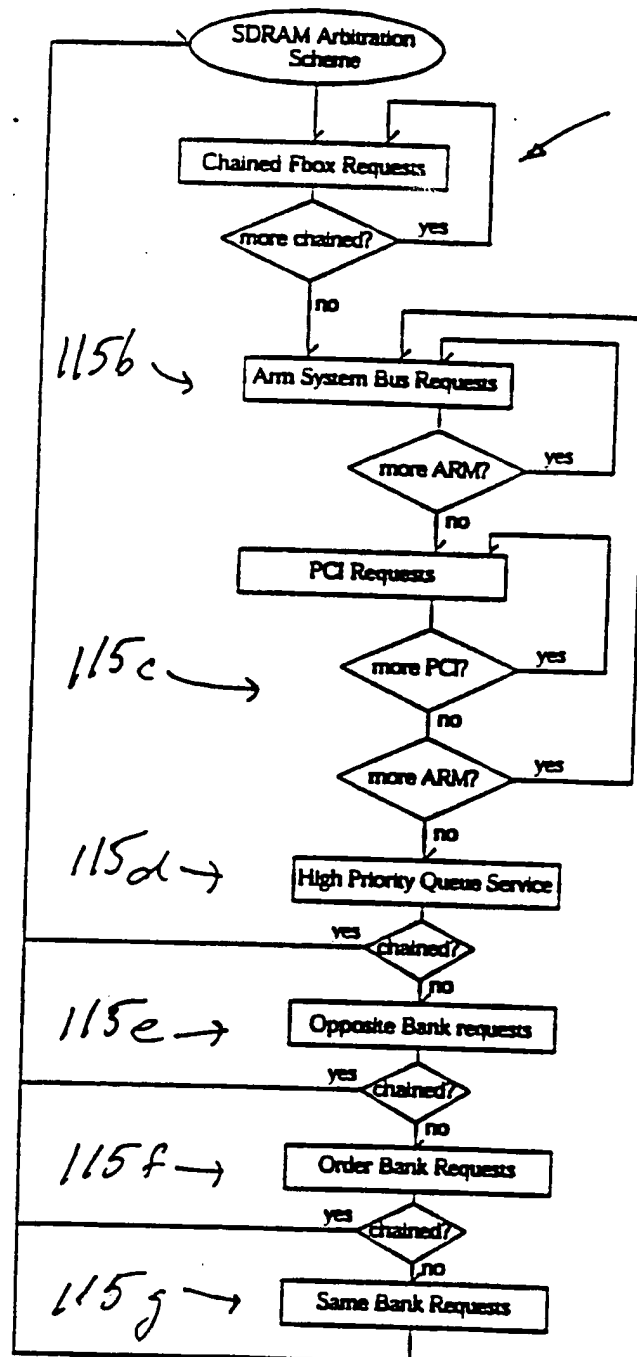 SDRAM Arbitration
Scheme
Chained Fbox Requests
more chained?
yes
no
115b
Arm System Bus Requests
more ARM?
yes
no
PCI Requests
115c
more PCI?
yes
no
more ARM?
yes
no
115d
High Priority Queue Service
yes
chained?
no
115e
Opposite Bank requests
yes
chained?
no
115f
Order Bank Requests
yes
chained?
no
115g
Same Bank Requests